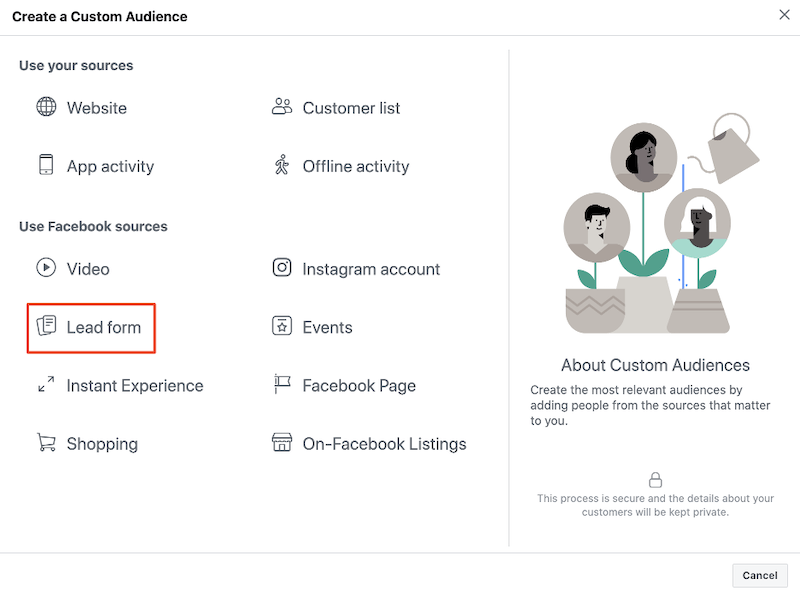 Create a Custom Audience
Use your sources
Website
Customer list
App activity
Offline activity
Use Facebook sources
Video
Instagram account
Lead form
Events
Instant Experience
Facebook Page
Shopping
On-Facebook Listings
About Custom Audiences
Create the most relevant audiences by
adding people from the sources that matter
to you.
This process is secure and the details about your
customers will be kept private.
Cancel